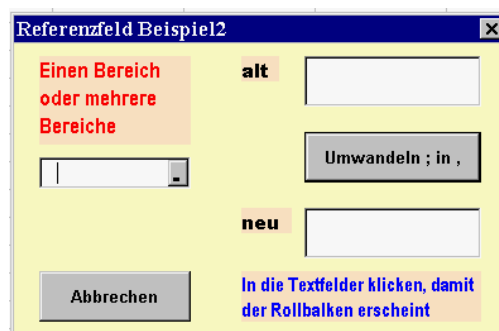 Referenzfeld Beispiel2
Einen Bereich
oder mehrere
Bereiche
alt
Umwandeln ; in ,
neu
Abbrechen
In die Textfelder klicken, damit
der Rollbalken erscheint